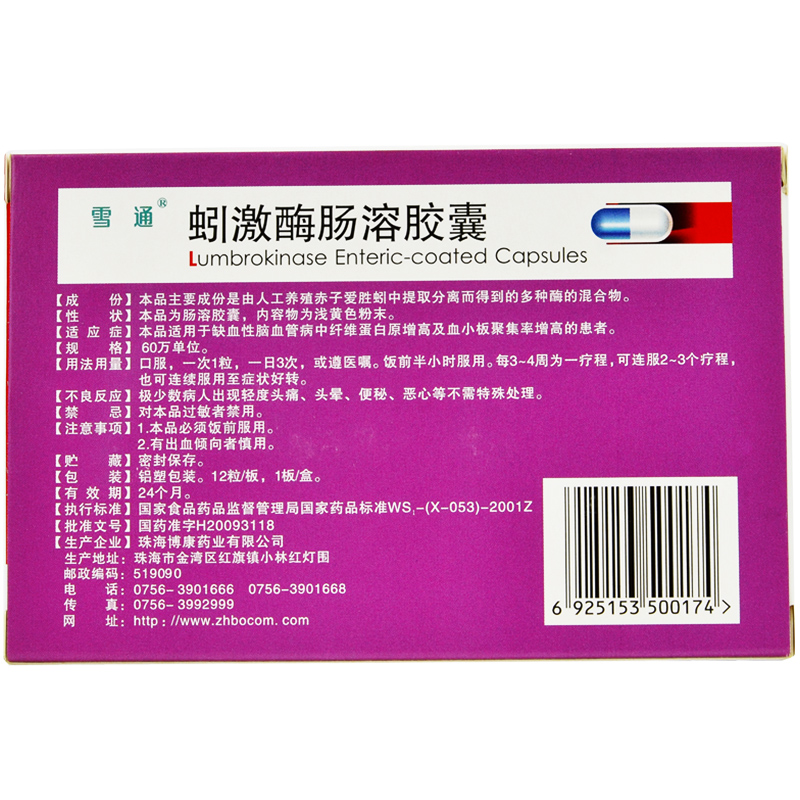 雪通®
蚓激酶肠溶胶囊
Lumbrokinase Enteric-coated Capsules
【成 份】本品主要成份是由人工养殖赤子爱胜蚓中提取分离而得到的多种酶的混合物。
【性 状】本品为肠溶胶囊，内容物为浅黄色粉末。
【适 应 症】本品适用于缺血性脑血管病中纤维蛋白原增高及血小板聚集率增高的患者。
【规 格】60万单位。
【用法用量】口服，一次1粒，一日3次，或遵医嘱。饭前半小时服用。每3~4周为一疗程，可连服2~3个疗程，
也可连续服用至症状好转。
【不良反应】极少数病人出现轻度头痛、头晕、便秘、恶心等不需特殊处理。
【禁 忌】对本品过敏者禁用。
【注意事项】1.本品必须饭前服用。
2.有出血倾向者慎用。
【贮 藏】密封保存。
【包 装】铝塑包装。12粒/板，1板/盒。
【有 效 期】24个月。
【执行标准】国家食品药品监督管理局国家药品标准WS₁-(X-053)-2001Z
【批准文号】国药准字H20093118
【生产企业】珠海博康药业有限公司
生产地址：珠海市金湾区红旗镇小林红灯围
邮政编码：519090
电 话：0756-3901666 0756-3901668
传 真：0756-3992999
网 址：http://www.zhbocom.com
6 925153 500174 >